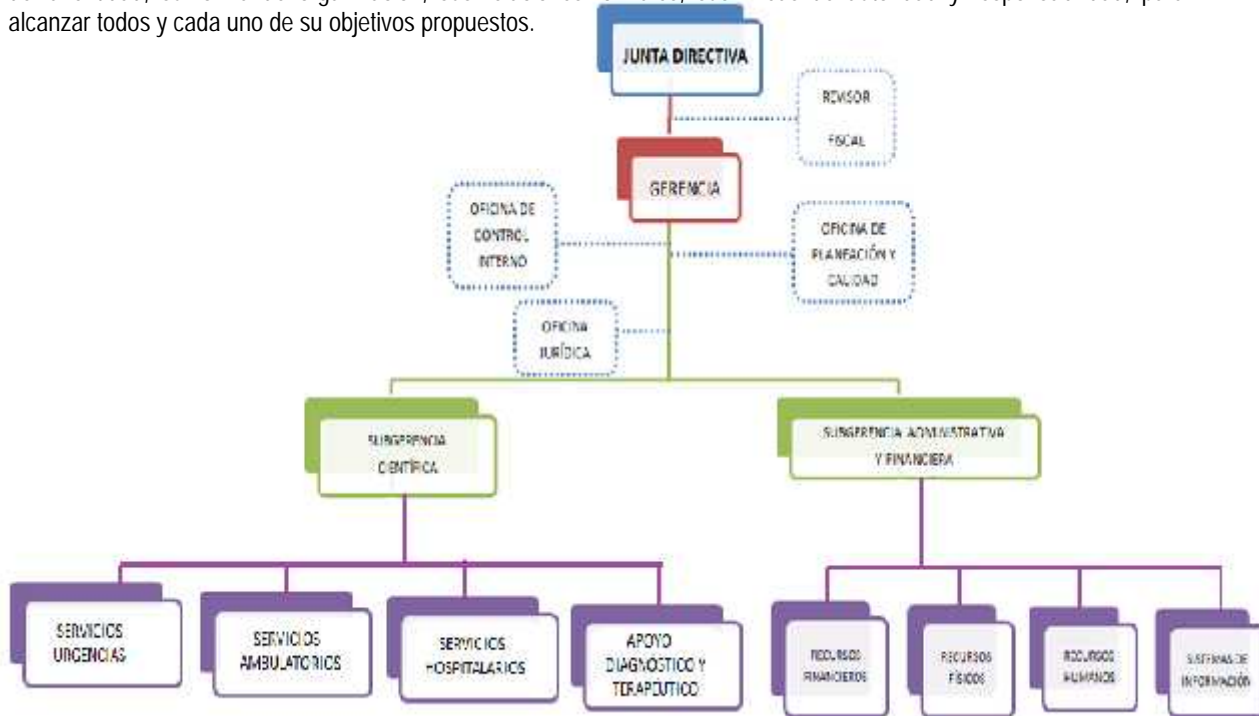 alcanzar todos y cada uno de su objetivos propuestos.
JUNTA DIRECTIVA
REVISOR
FISCAL
GERENCIA
OFICINA DE
CONTROL
INTERNO
OFICINA DE
PLANEACIÓN Y
CALIDAD
OFICINA
JURÍDICA
SUBGERENCIA
CIENTÍFICA
SUBGERENCIA ADMINISTRATIVA
Y FINANCIERA
SERVICIOS
URGENCIAS
SERVICIOS
AMBULATORIOS
SERVICIOS
HOSPITALARIOS
APOYO
DIAGNOSTICO Y
TERAPEUTICO
RECURSOS
FINANCIEROS
RECURSOS
FÍSICOS
RECURSOS
HUMANOS
SISTEMAS DE
INFORMACIÓN